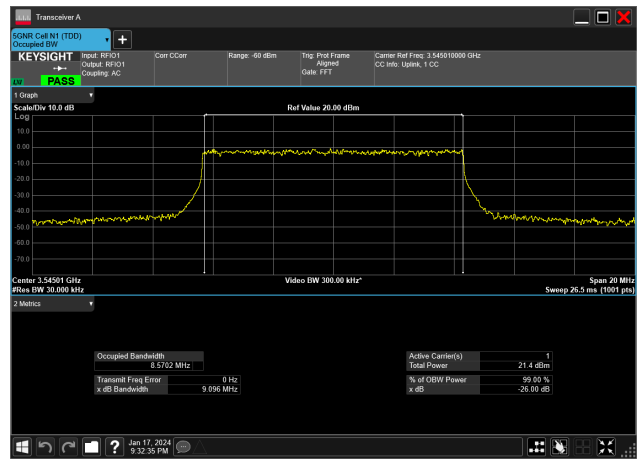 Transceiver A
5GNR Cell N1 (TDD)
Occupied BW
KEYSIGHT
LXI
PASS
Input: RFIO1
Output: RFIO1
Coupling: AC
Corr CCorr
Range: -60 dBm
Trig: Prot Frame
Aligned
Gate: FFT
Carrier Ref Freq: 3.545010000 GHz
CC Info: Uplink, 1 CC
1 Graph
Scale/Div 10.0 dB
Ref Value 20.00 dBm
Log
10.0
0.00
-10.0
-20.0
-30.0
-40.0
-50.0
-60.0
-70.0
Center 3.54501 GHz
Video BW 300.00 kHz*
Span 20 MHz
#Res BW 30.000 kHz
Sweep 26.5 ms (1001 pts)
2 Metrics
Occupied Bandwidth
8.5702 MHz
Transmit Freq Error 0 Hz
x dB Bandwidth 9.096 MHz
Active Carrier(s) 1
Total Power 21.4 dBm
% of OBW Power 99.00 %
x dB -26.00 dB
Jan 17, 2024
9:32:35 PM